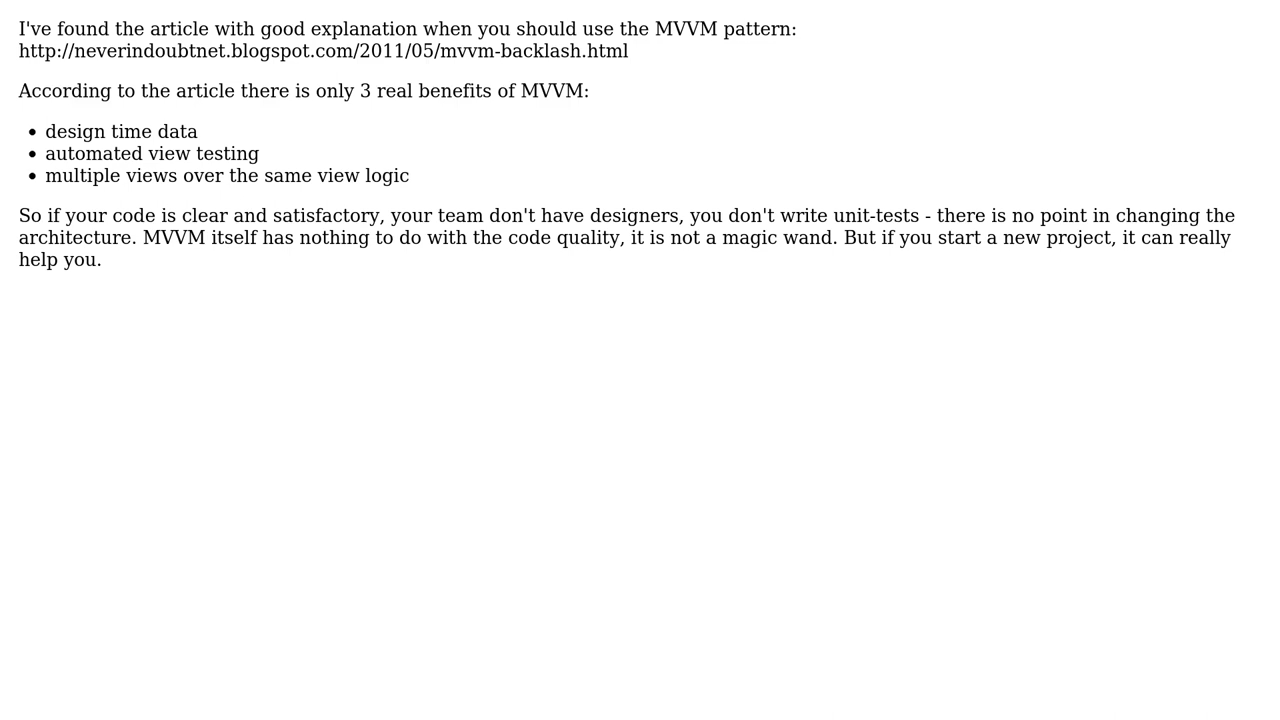 I've found the article with good explanation when you should use the MVVM pattern:
http://neverindoubtnet.blogspot.com/2011/05/mvvm-backlash.html
According to the article there is only 3 real benefits of MVVM:
• design time data
• automated view testing
• multiple views over the same view logic
So if your code is clear and satisfactory, your team don't have designers, you don't write unit-tests - there is no point in changing the
architecture. MVVM itself has nothing to do with the code quality, it is not a magic wand. But if you start a new project, it can really
help you.